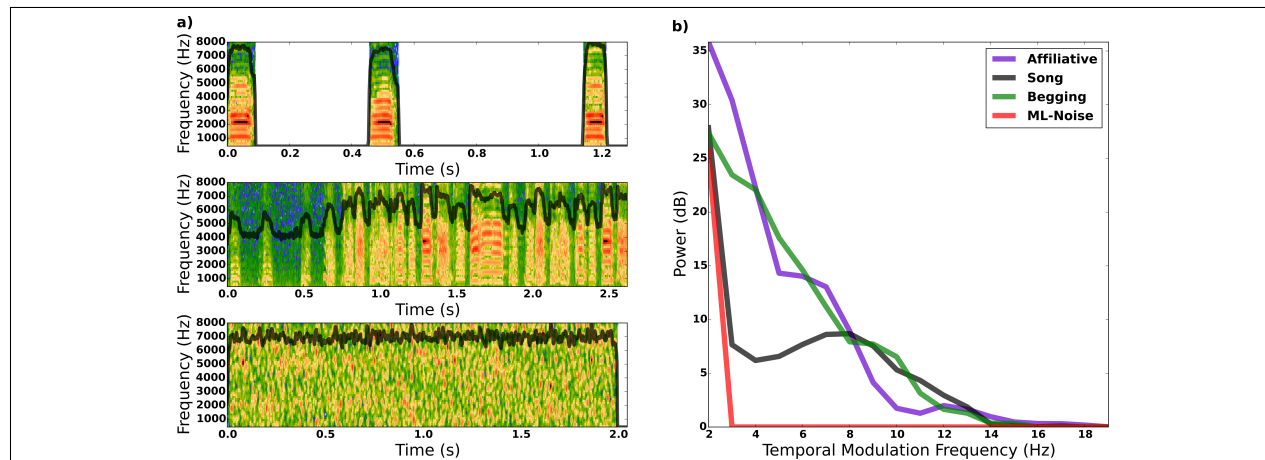 a)
Frequency (Hz)
8000
7000
6000
5000
4000
3000
2000
1000
0.0 0.2 0.4 0.6 0.8 1.0 1.2
Time (s)
Frequency (Hz)
8000
7000
6000
5000
4000
3000
2000
1000
0.0 0.5 1.0 1.5 2.0 2.5
Time (s)
Frequency (Hz)
8000
7000
6000
5000
4000
3000
2000
1000
0.0 0.5 1.0 1.5 2.0
Time (s)
b)
Power (dB)
35
30
25
20
15
10
5
0
2 4 6 8 10 12 14 16 18
Temporal Modulation Frequency (Hz)
Affiliative
Song
Begging
ML-Noise